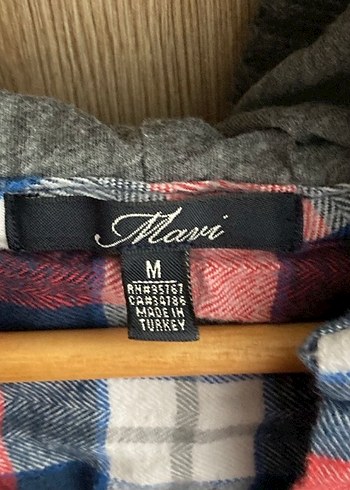 Mavi
M
RN#95767
CA#34786
MADE IN
TURKEY